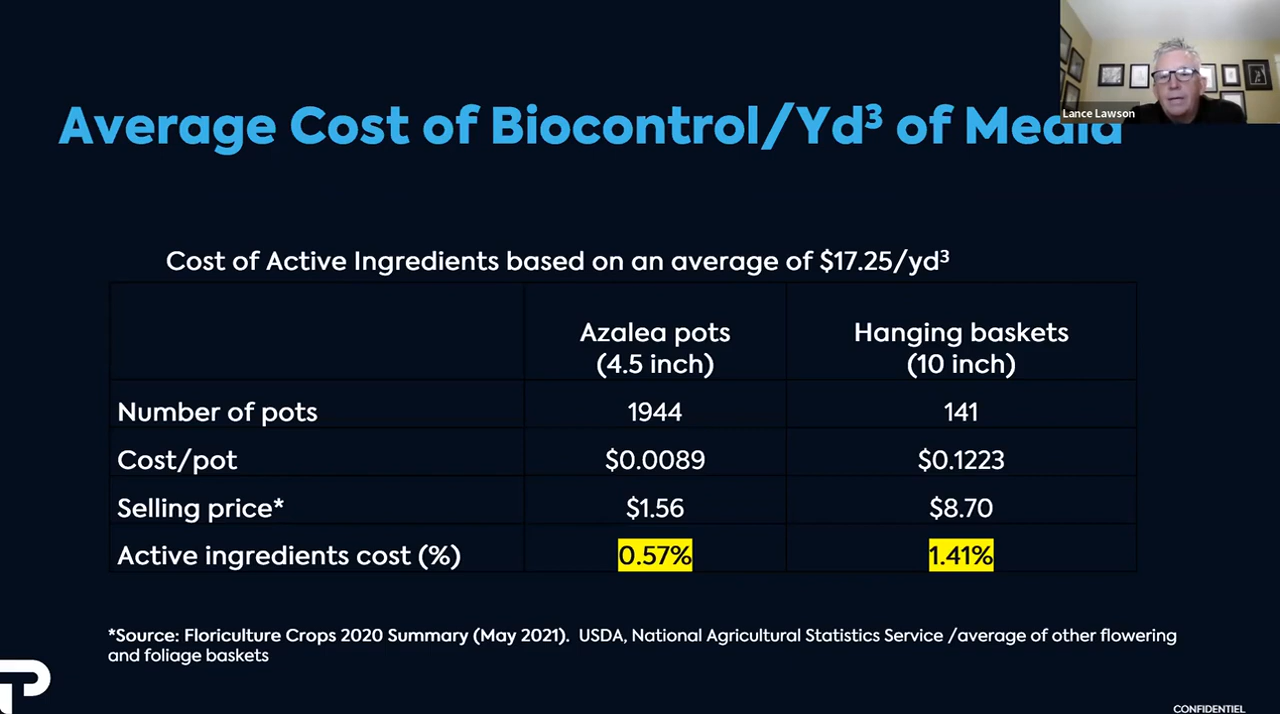 Lance Lawson
Average Cost of Biocontrol/Yd³ of Media
Cost of Active Ingredients based on an average of $17.25/yd³
Azalea pots
(4.5 inch)
Hanging baskets
(10 inch)
Number of pots 1944 141
Cost/pot $0.0089 $0.1223
Selling price* $1.56 $8.70
Active ingredients cost (%) 0.57% 1.41%
*Source: Floriculture Crops 2020 Summary (May 2021). USDA, National Agricultural Statistics Service /average of other flowering
and foliage baskets
CONFIDENTIEL